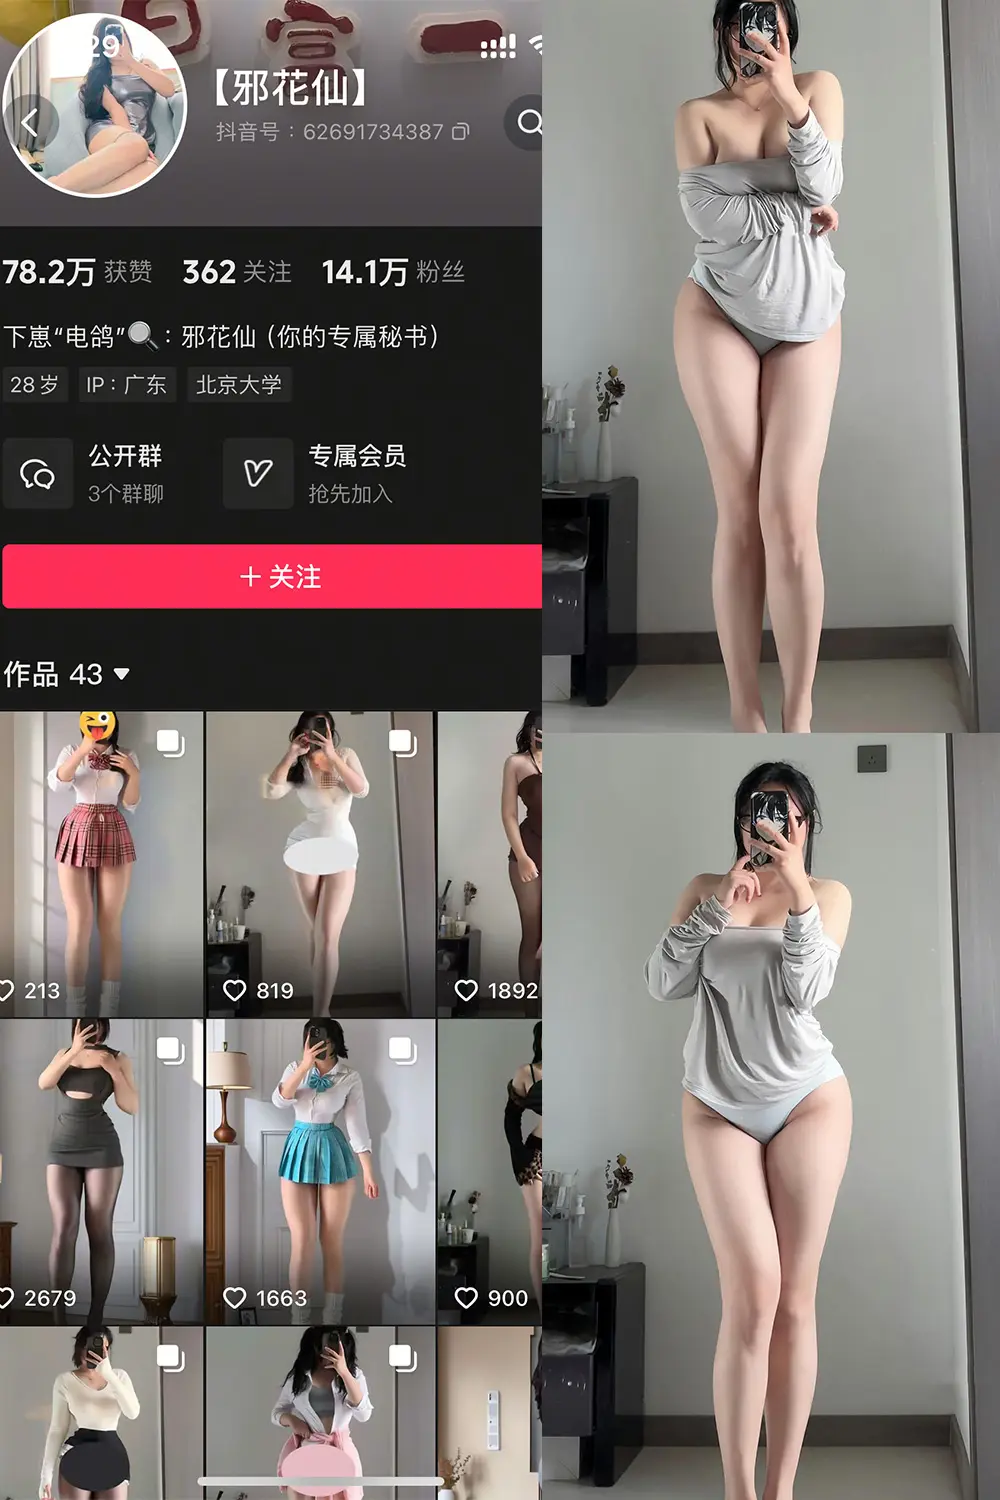 29
【邪花仙】
抖音号：62691734387
78.2万 获赞 362 关注 14.1万 粉丝
下崽“电鸽”🔍：邪花仙（你的专属秘书）
28岁 IP：广东 北京大学
公开群 专属会员
3个群聊 抢先加入
+ 关注
作品 43
213 819 1892
2679 1663 900